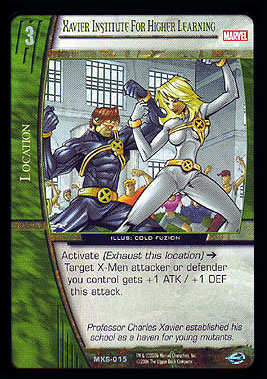 3
Xavier Institute For Higher Learning
MARVEL
Location
ILLUS: COLD FUZION
Activate (Exhaust this location) →
Target X-Men attacker or defender
you control gets +1 ATK / +1 DEF
this attack.
Professor Charles Xavier established his
school as a haven for young mutants.
MKS-015